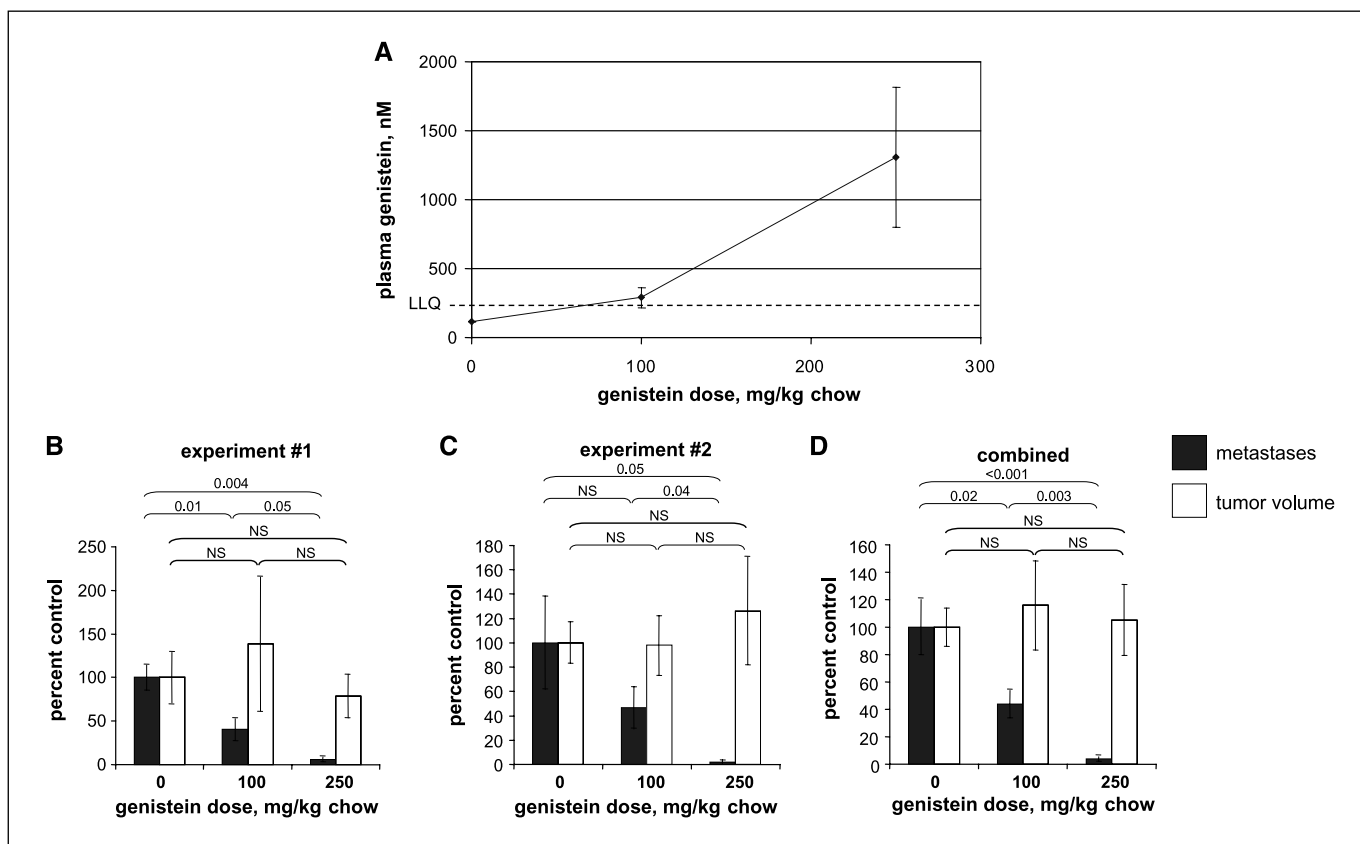 A
2000
1500
1000
500
LLQ
0
plasma genistein, nM
0 100 200 300
genistein dose, mg/kg chow
B
experiment #1
0.004
0.01 0.05
NS
NS NS
250
200
150
100
50
0
percent control
0 100 250
genistein dose, mg/kg chow
C
experiment #2
0.05
NS 0.04
NS
NS NS
180
160
140
120
100
80
60
40
20
0
percent control
0 100 250
genistein dose, mg/kg chow
D
combined
<0.001
0.02 0.003
NS
NS NS
160
140
120
100
80
60
40
20
0
percent control
0 100 250
genistein dose, mg/kg chow
metastases
tumor volume